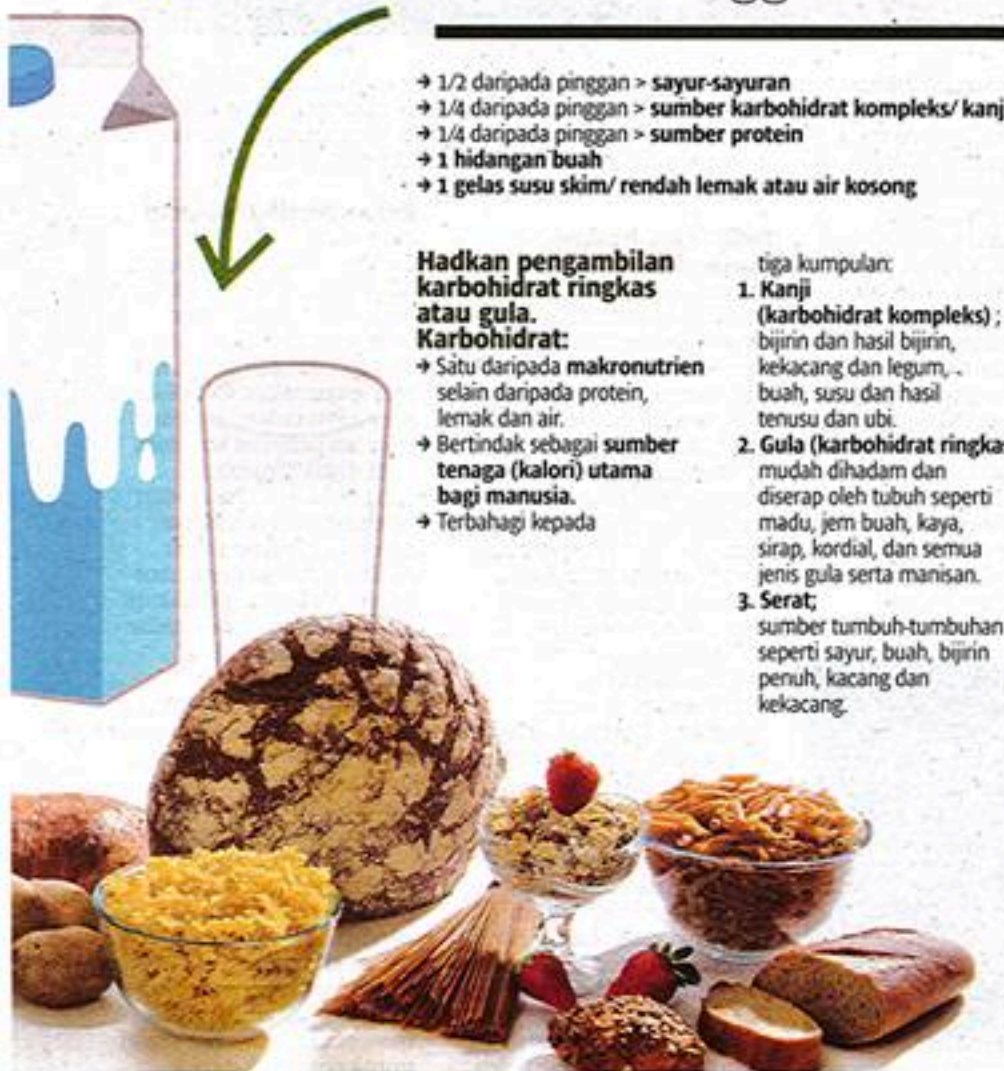 → 1/2 daripada pinggan > sayur-sayuran
→ 1/4 daripada pinggan > sumber karbohidrat kompleks/ kanj
→ 1/4 daripada pinggan > sumber protein
→ 1 hidangan buah
→ 1 gelas susu skim/ rendah lemak atau air kosong
Hadkan pengambilan
karbohidrat ringkas
atau gula.
Karbohidrat:
→ Satu daripada makronutrien
selain daripada protein,
lemak dan air.
→ Bertindak sebagai sumber
tenaga (kalori) utama
bagi manusia.
→ Terbahagi kepada
tiga kumpulan:
1. Kanji
(karbohidrat kompleks) ;
bijirin dan hasil bijirin,
kekacang dan legum,
buah, susu dan hasil
tenusu dan ubi.
2. Gula (karbohidrat ringkas
mudah dihadam dan
diserap oleh tubuh seperti
madu, jem buah, kaya,
sirap, kordial, dan semua
jenis gula serta manisan.
3. Serat;
sumber tumbuh-tumbuhan
seperti sayur, buah, bijirin
penuh, kacang dan
kekacang.